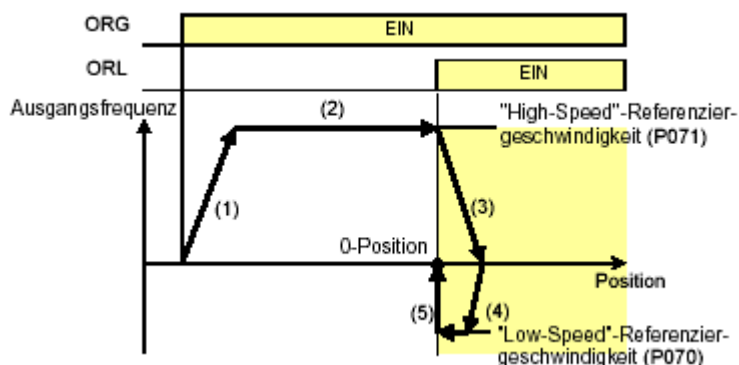 ORG
EIN
ORL
EIN
Ausgangsfrequenz
(2)
"High-Speed"-Referenzier-
geschwindigkeit (P071)
(1)
(3)
0-Position
Position
(5)
(4)
"Low-Speed"-Referenzier-
geschwindigkeit (P070)